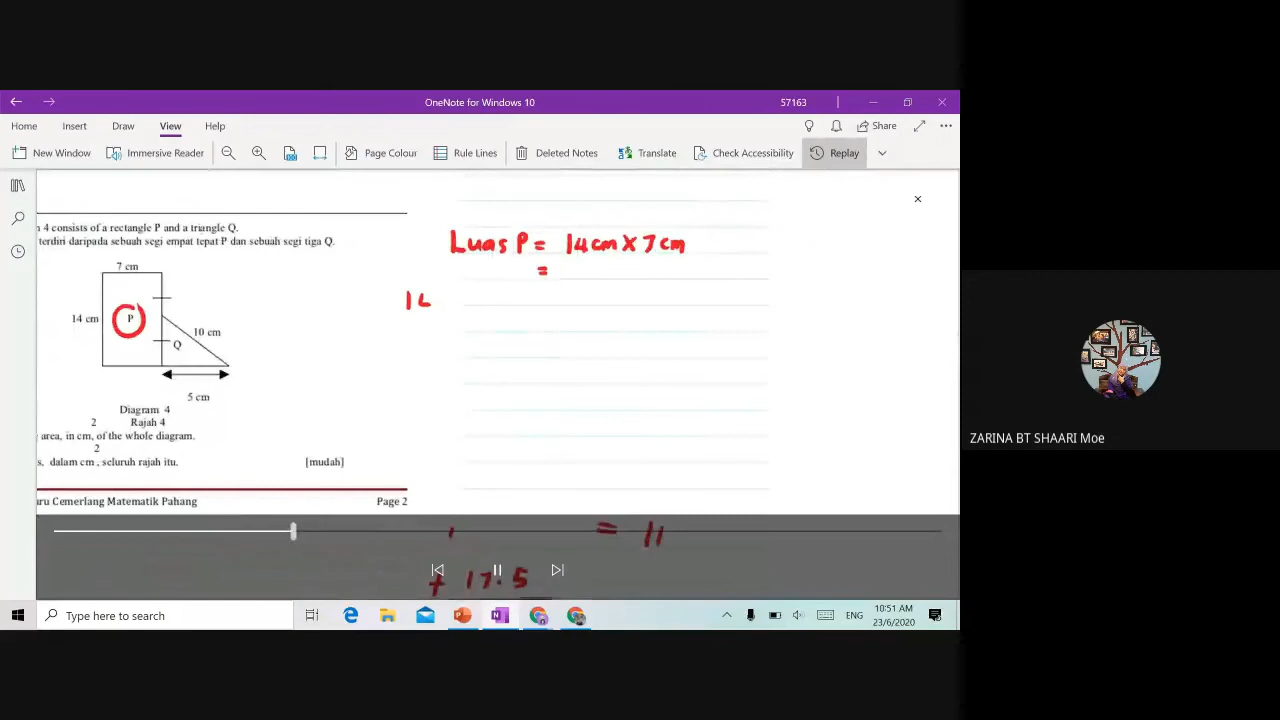 OneNote for Windows 10
57163
Home Insert Draw View Help
Share
New Window Immersive Reader Page Colour Rule Lines Deleted Notes Translate Check Accessibility Replay
4 consists of a rectangle P and a triangle Q.
terdiri daripada sebuah segi empat tepat P dan sebuah segi tiga Q.
Luas P = 14cm X 7cm
=
7 cm
14
14 cm P
10 cm
Q
5 cm
Diagram 4
2 Rajah 4
area, in cm, of the whole diagram.
2
dalam cm , seluruh rajah itu. [mudah]
ru Cemerlang Matematik Pahang Page 2
= 11
+ 17.5
ZARINA BT SHAARI Moe
Type here to search
ENG
10:51 AM
23/6/2020